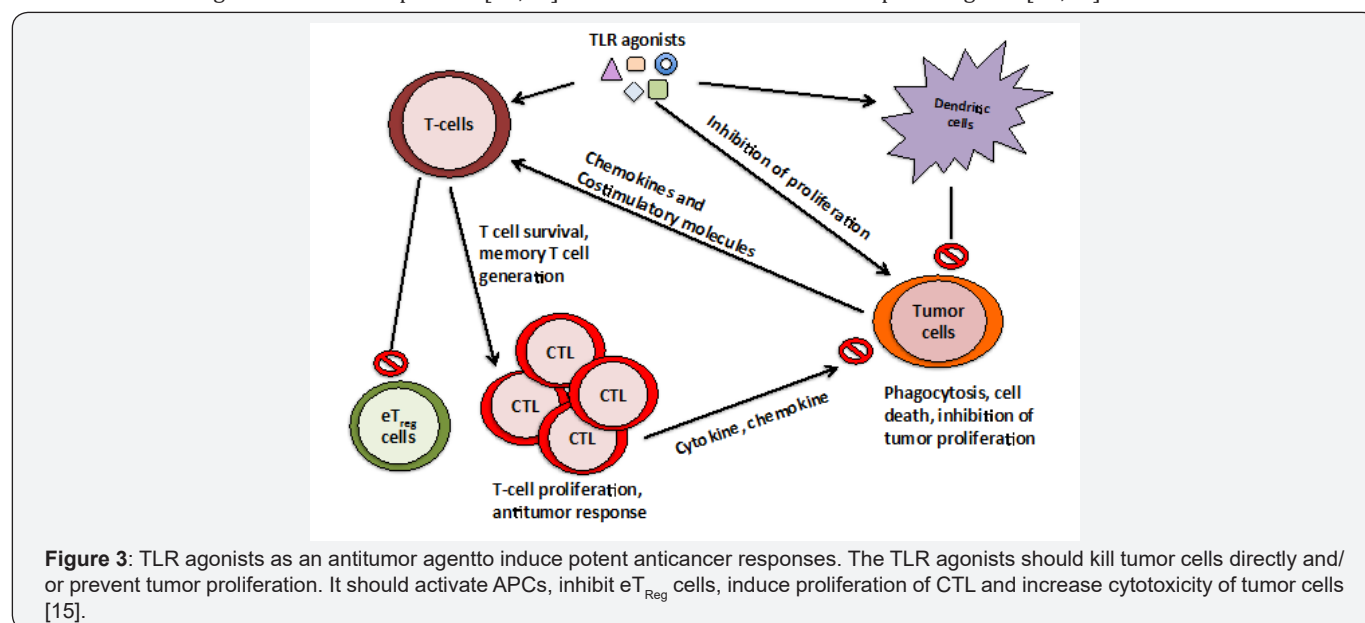 TLR agonists
T-cells
Dendritic
cells
Inhibition of proliferation
Chemokines and
Costimulatory molecules
T cell survival,
memory T cell
generation
Tumor
cells
CTL
CTL
CTL
CTL
eTreg
cells
Cytokine, chemokine
Phagocytosis, cell
death, inhibition of
tumor proliferation
T-cell proliferation,
antitumor response
Figure 3: TLR agonists as an antitumor agentto induce potent anticancer responses. The TLR agonists should kill tumor cells directly and/
or prevent tumor proliferation. It should activate APCs, inhibit eTReg cells, induce proliferation of CTL and increase cytotoxicity of tumor cells
[15].